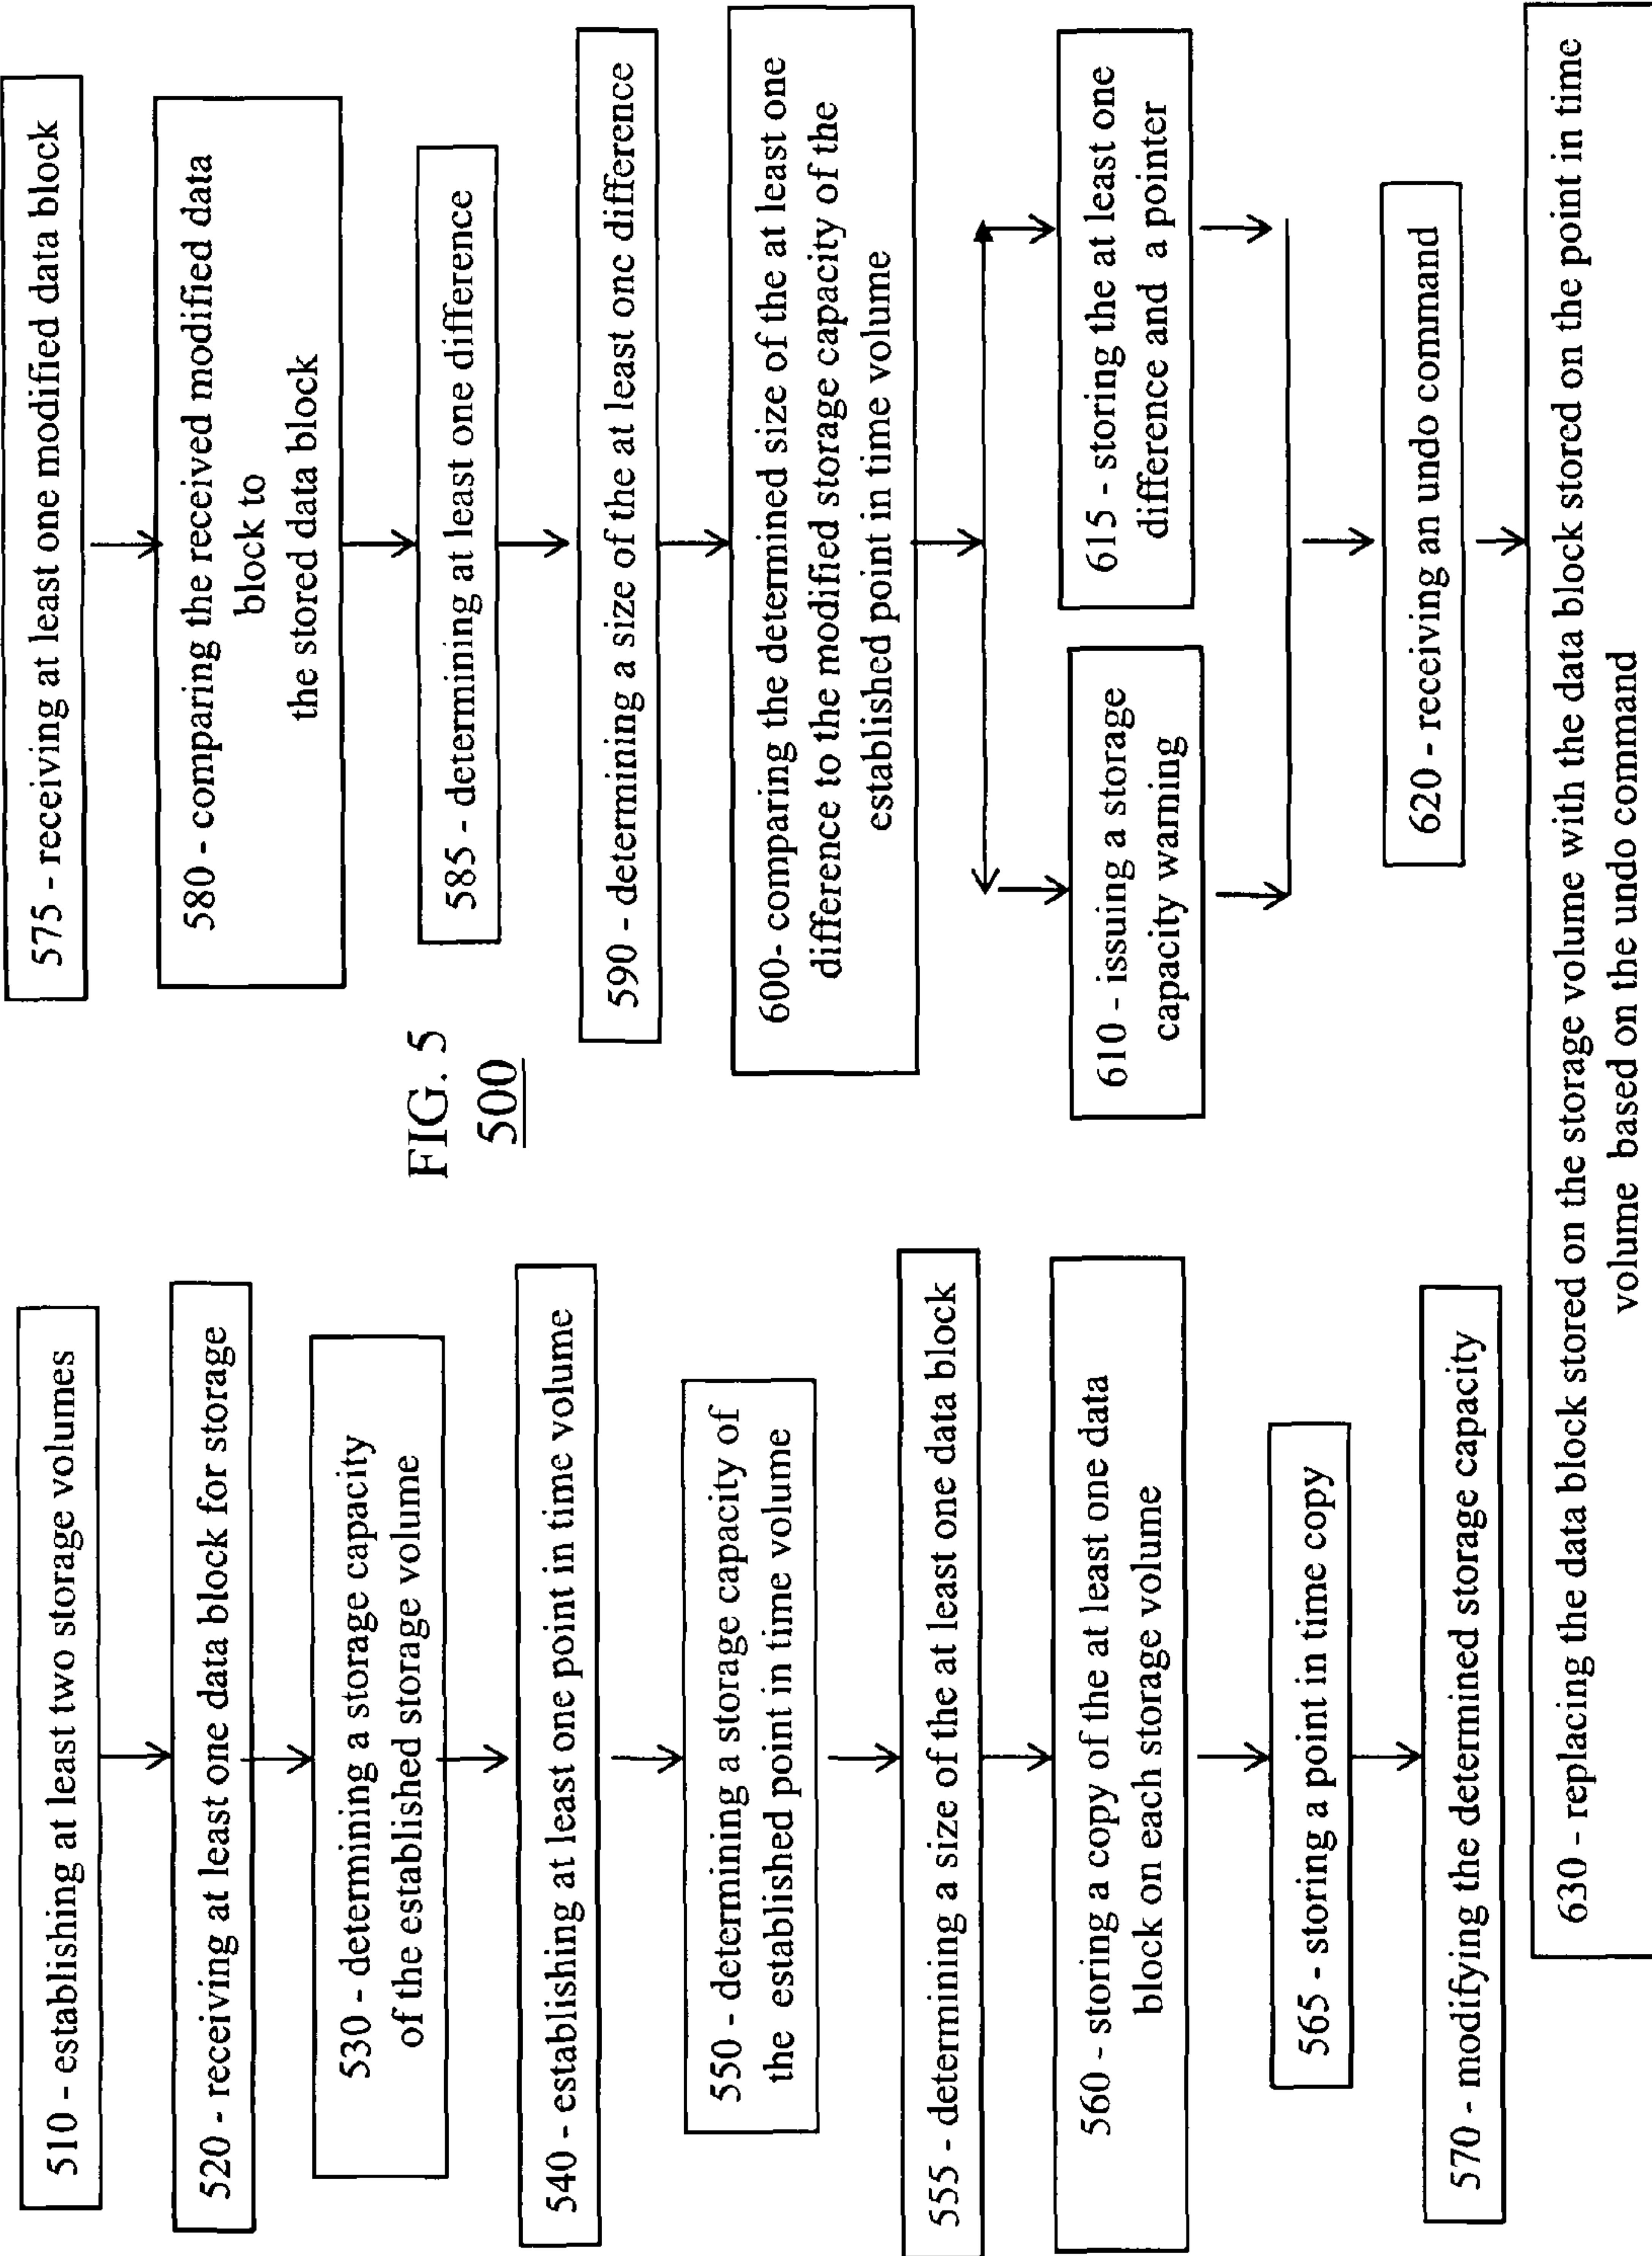 510 - establishing at least two storage volumes
520 - receiving at least one data block for storage
530 - determining a storage capacity
of the established storage volume
540 - establishing at least one point in time volume
550 - determining a storage capacity of
the established point in time volume
555 - determining a size of the at least one data block
560 - storing a copy of the at least one data
block on each storage volume
565 - storing a point in time copy
570 - modifying the determined storage capacity
FIG. 5
500
575 - receiving at least one modified data block
580 - comparing the received modified data
block to
the stored data block
585 - determining at least one difference
590 - determining a size of the at least one difference
600- comparing the determined size of the at least one
difference to the modified storage capacity of the
established point in time volume
610 - issuing a storage
capacity warning
615 - storing the at least one
difference and a pointer
620 - receiving an undo command
630 - replacing the data block stored on the storage volume with the data block stored on the point in time
volume based on the undo command